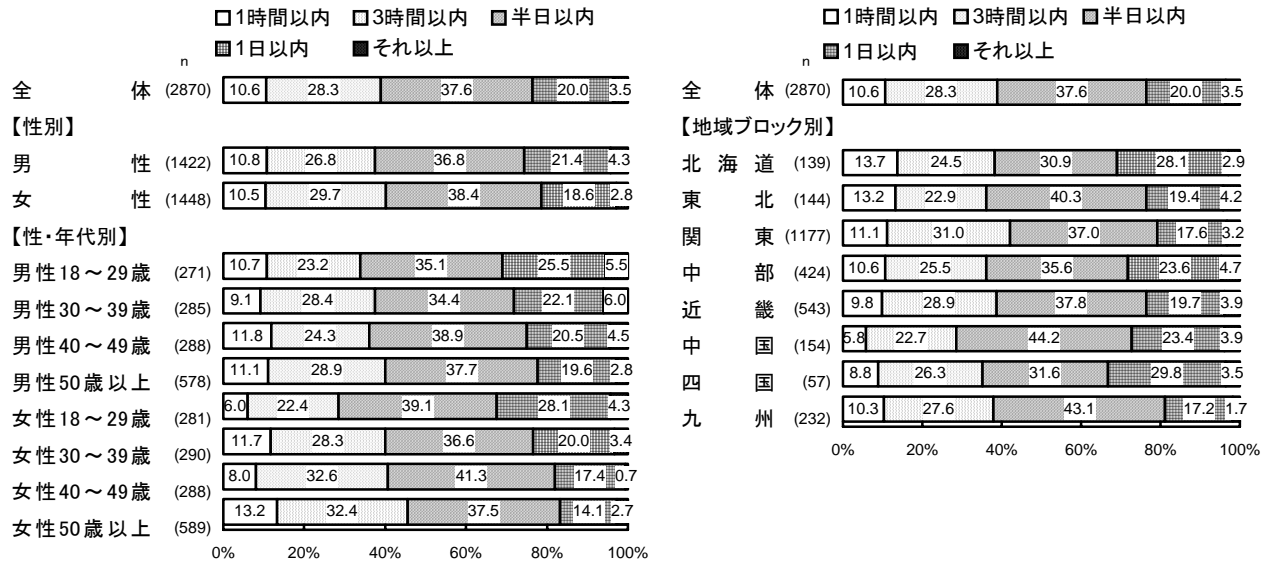 □1時間以内 □3時間以内 □半日以内
□1日以内 ■それ以上
n
全体 (2870) 10.6 28.3 37.6 20.0 3.5
【性別】
男性 (1422) 10.8 26.8 36.8 21.4 4.3
女性 (1448) 10.5 29.7 38.4 18.6 2.8
【性・年代別】
男性18～29歳 (271) 10.7 23.2 35.1 25.5 5.5
男性30～39歳 (285) 9.1 28.4 34.4 22.1 6.0
男性40～49歳 (288) 11.8 24.3 38.9 20.5 4.5
男性50歳以上 (578) 11.1 28.9 37.7 19.6 2.8
女性18～29歳 (281) 6.0 22.4 39.1 28.1 4.3
女性30～39歳 (290) 11.7 28.3 36.6 20.0 3.4
女性40～49歳 (288) 8.0 32.6 41.3 17.4 0.7
女性50歳以上 (589) 13.2 32.4 37.5 14.1 2.7
0% 20% 40% 60% 80% 100%
□1時間以内 □3時間以内 □半日以内
□1日以内 ■それ以上
n
全体 (2870) 10.6 28.3 37.6 20.0 3.5
【地域ブロック別】
北海道 (139) 13.7 24.5 30.9 28.1 2.9
東北 (144) 13.2 22.9 40.3 19.4 4.2
関東 (1177) 11.1 31.0 37.0 17.6 3.2
中部 (424) 10.6 25.5 35.6 23.6 4.7
近畿 (543) 9.8 28.9 37.8 19.7 3.9
中国 (154) 5.8 22.7 44.2 23.4 3.9
四国 (57) 8.8 26.3 31.6 29.8 3.5
九州 (232) 10.3 27.6 43.1 17.2 1.7
0% 20% 40% 60% 80% 100%